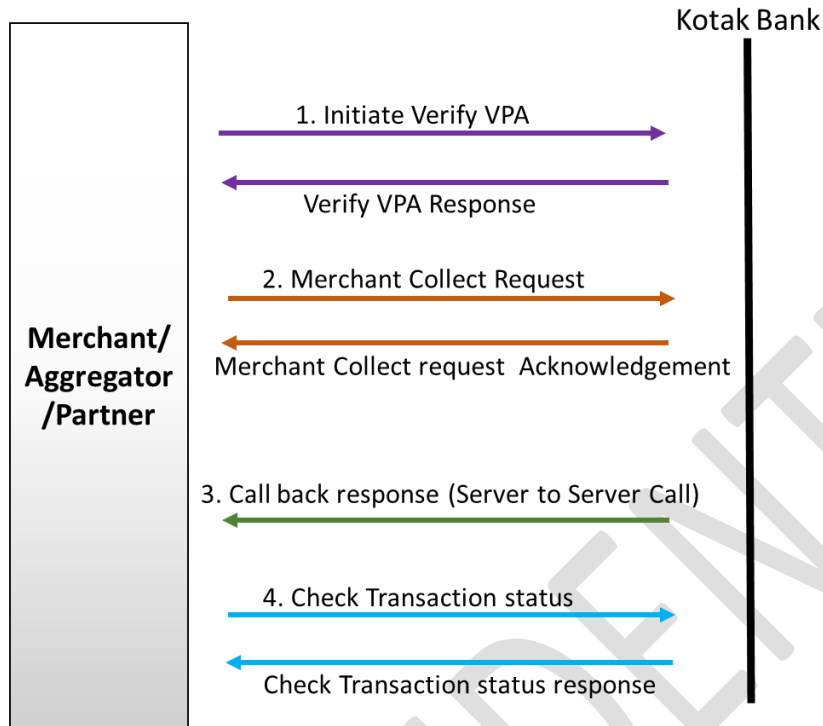 Kotak Bank
1. Initiate Verify VPA
Verify VPA Response
2. Merchant Collect Request
Merchant Collect request Acknowledgement
Merchant/
Aggregator
/Partner
3. Call back response (Server to Server Call)
4. Check Transaction status
Check Transaction status response